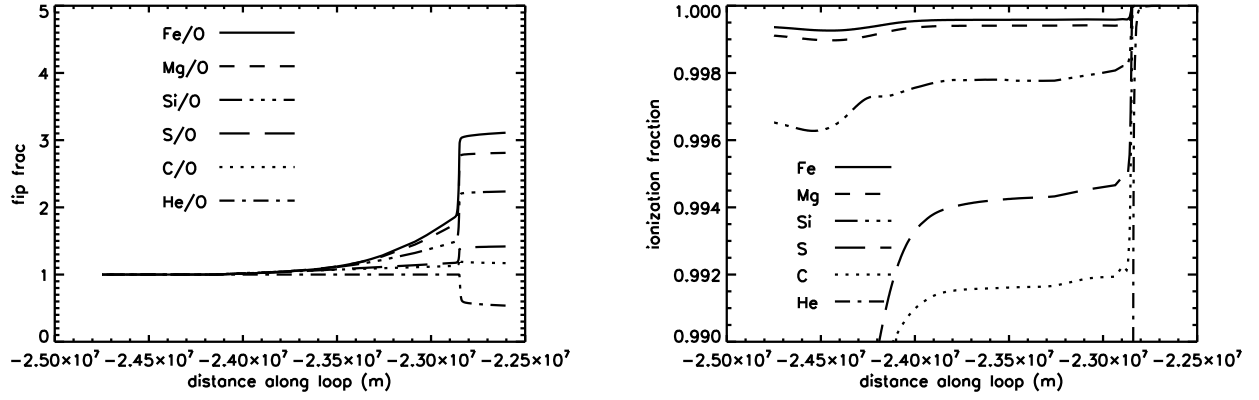 5
4
3
2
1
0
fip frac
Fe/O
Mg/O
Si/O
S/O
C/O
He/O
−2.50×10⁷ −2.45×10⁷ −2.40×10⁷ −2.35×10⁷ −2.30×10⁷ −2.25×10⁷
distance along loop (m)
1.000
0.998
0.996
0.994
0.992
0.990
ionization fraction
Fe
Mg
Si
S
C
He
−2.50×10⁷ −2.45×10⁷ −2.40×10⁷ −2.35×10⁷ −2.30×10⁷ −2.25×10⁷
distance along loop (m)